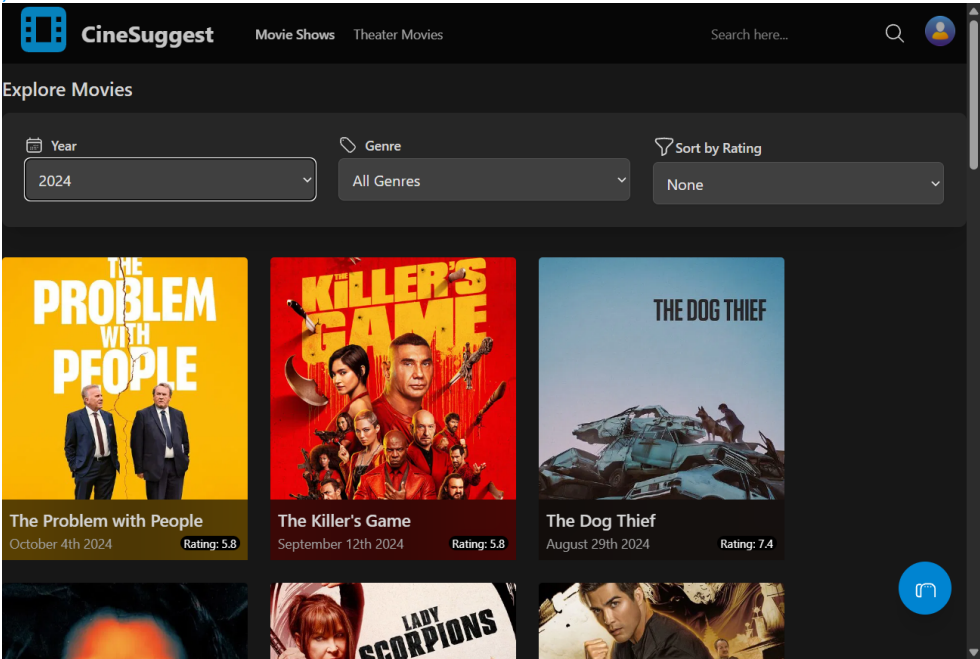 CineSuggest Movie Shows Theater Movies Search here...
Explore Movies
Year Genre Sort by Rating
2024 All Genres None
THE
PROBLEM
WITH
PEOPLE
THE
KILLER'S
GAME
THE DOG THIEF
The Problem with People
October 4th 2024 Rating: 5.8
The Killer's Game
September 12th 2024 Rating: 5.8
The Dog Thief
August 29th 2024 Rating: 7.4
LADY
SCORPIONS